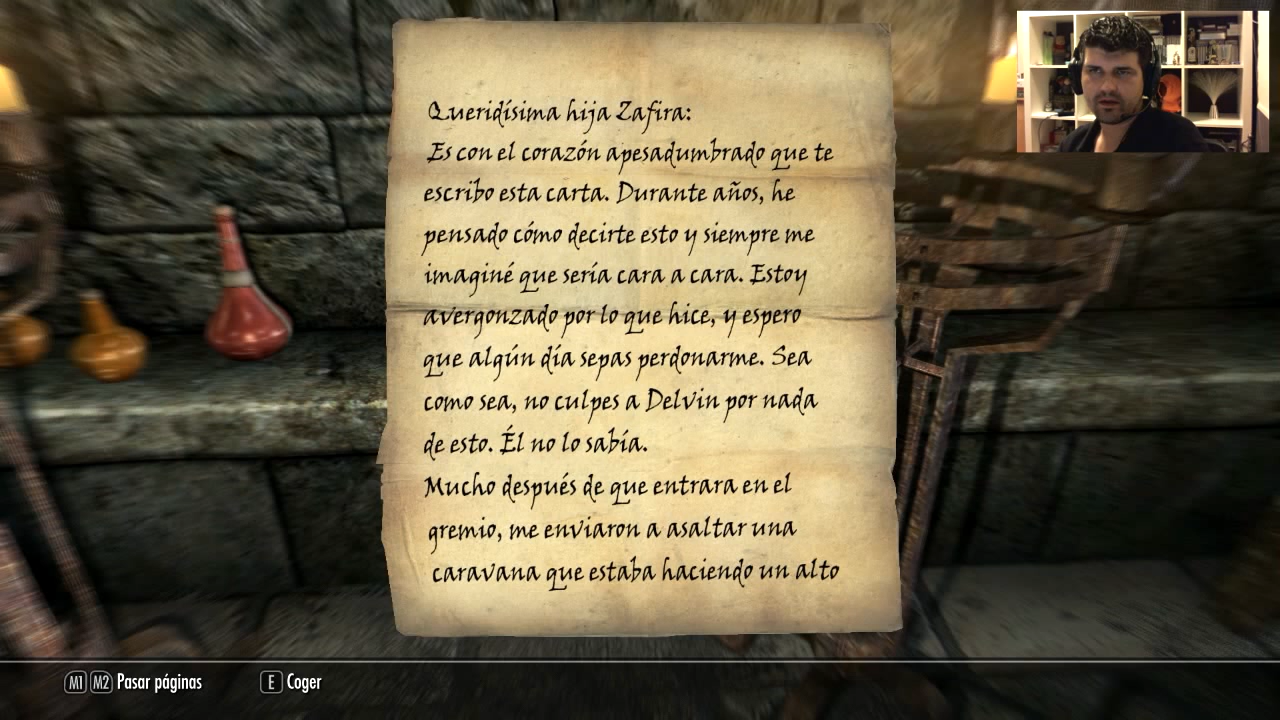 Queridísima hija Zafira:
Es con el corazón apesadumbrado que te
escribo esta carta. Durante años, he
pensado cómo decirte esto y siempre me
imaginé que sería cara a cara. Estoy
avergonzado por lo que hice, y espero
que algún día sepas perdonarme. Sea
como sea, no culpes a Delvin por nada
de esto. Él no lo sabía.
Mucho después de que entrara en el
gremio, me enviaron a asaltar una
caravana que estaba haciendo un alto
M1 M2 Pasar páginas E Coger